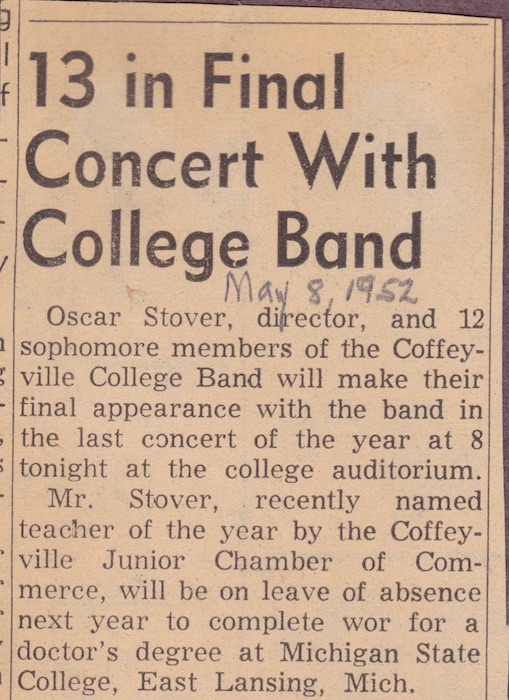 13 in Final
Concert With
College Band
May 8, 1952
Oscar Stover, director, and 12
sophomore members of the Coffey-
ville College Band will make their
final appearance with the band in
the last concert of the year at 8
tonight at the college auditorium.
Mr. Stover, recently named
teacher of the year by the Coffey-
ville Junior Chamber of Com-
merce, will be on leave of absence
next year to complete wor for a
doctor's degree at Michigan State
College, East Lansing, Mich.